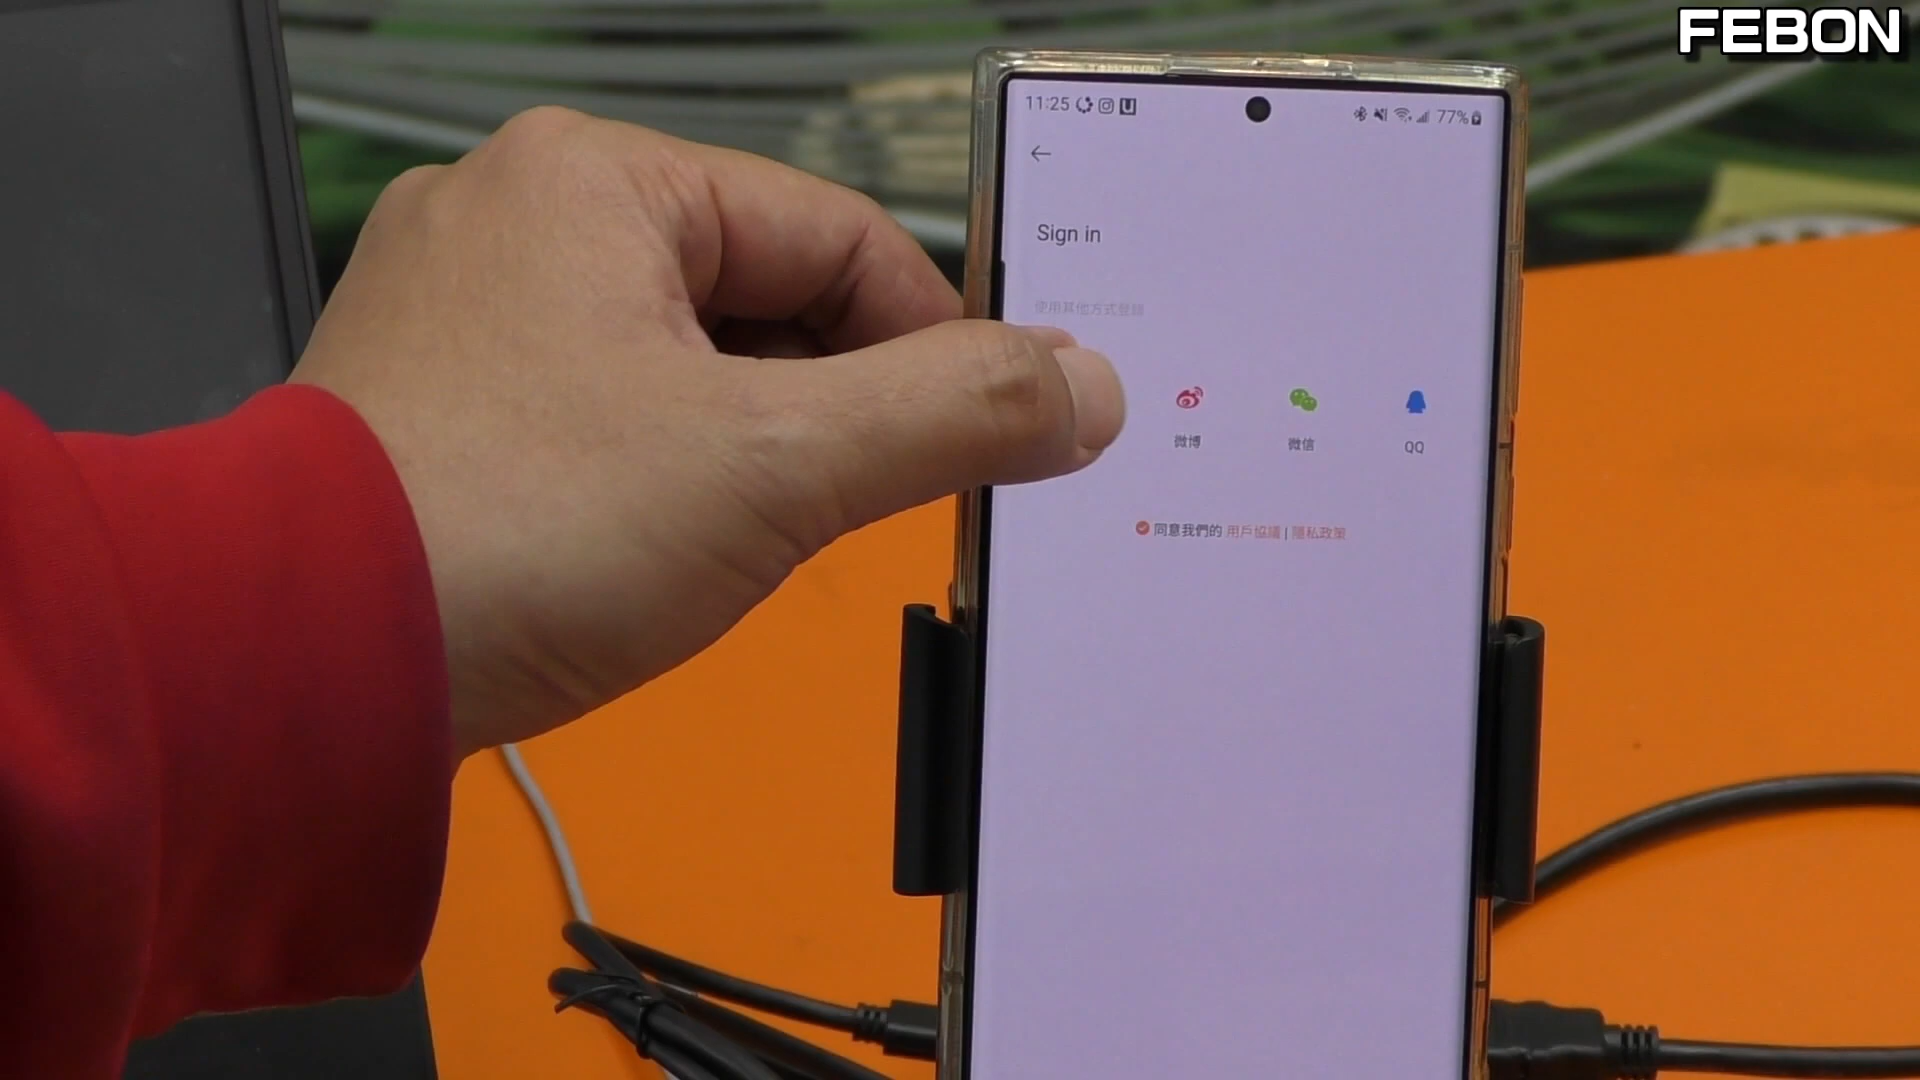 FEBON
11:25
77%
Sign in
使用其他方式登錄
微博
微信
QQ
同意我們的 用戶協議 | 隱私政策